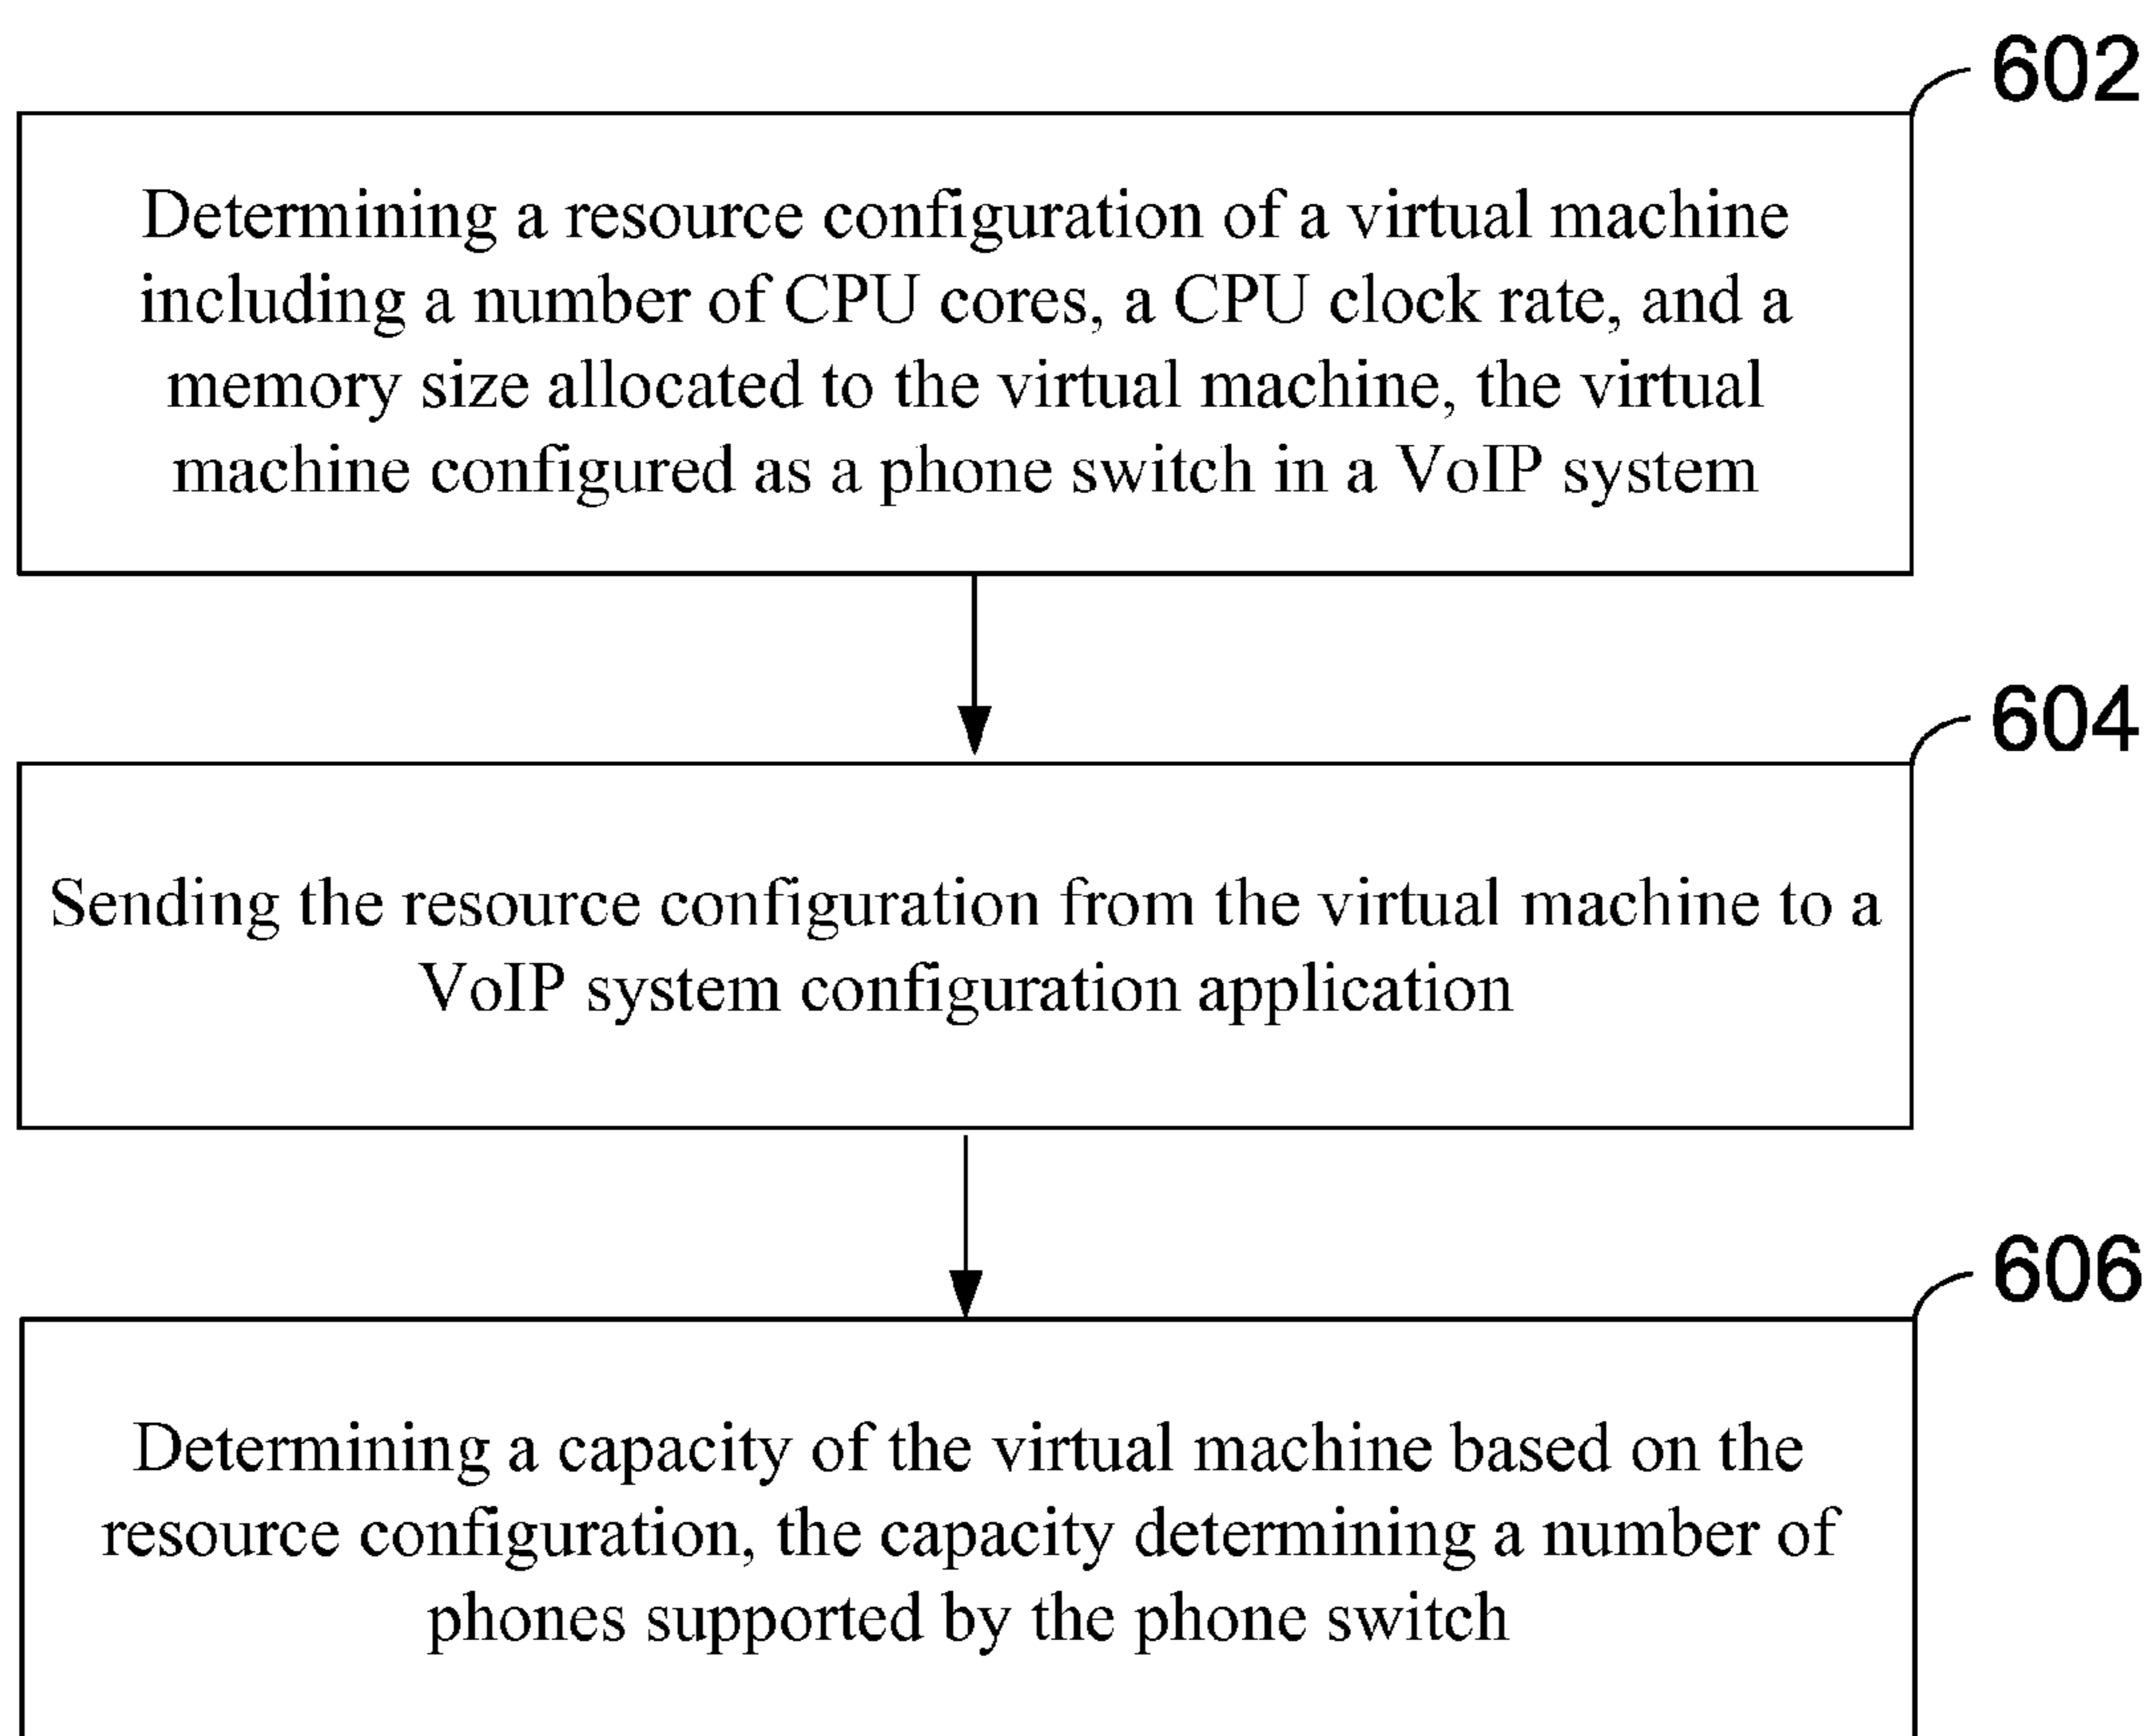 602
Determining a resource configuration of a virtual machine
including a number of CPU cores, a CPU clock rate, and a
memory size allocated to the virtual machine, the virtual
machine configured as a phone switch in a VoIP system
604
Sending the resource configuration from the virtual machine to a
VoIP system configuration application
606
Determining a capacity of the virtual machine based on the
resource configuration, the capacity determining a number of
phones supported by the phone switch